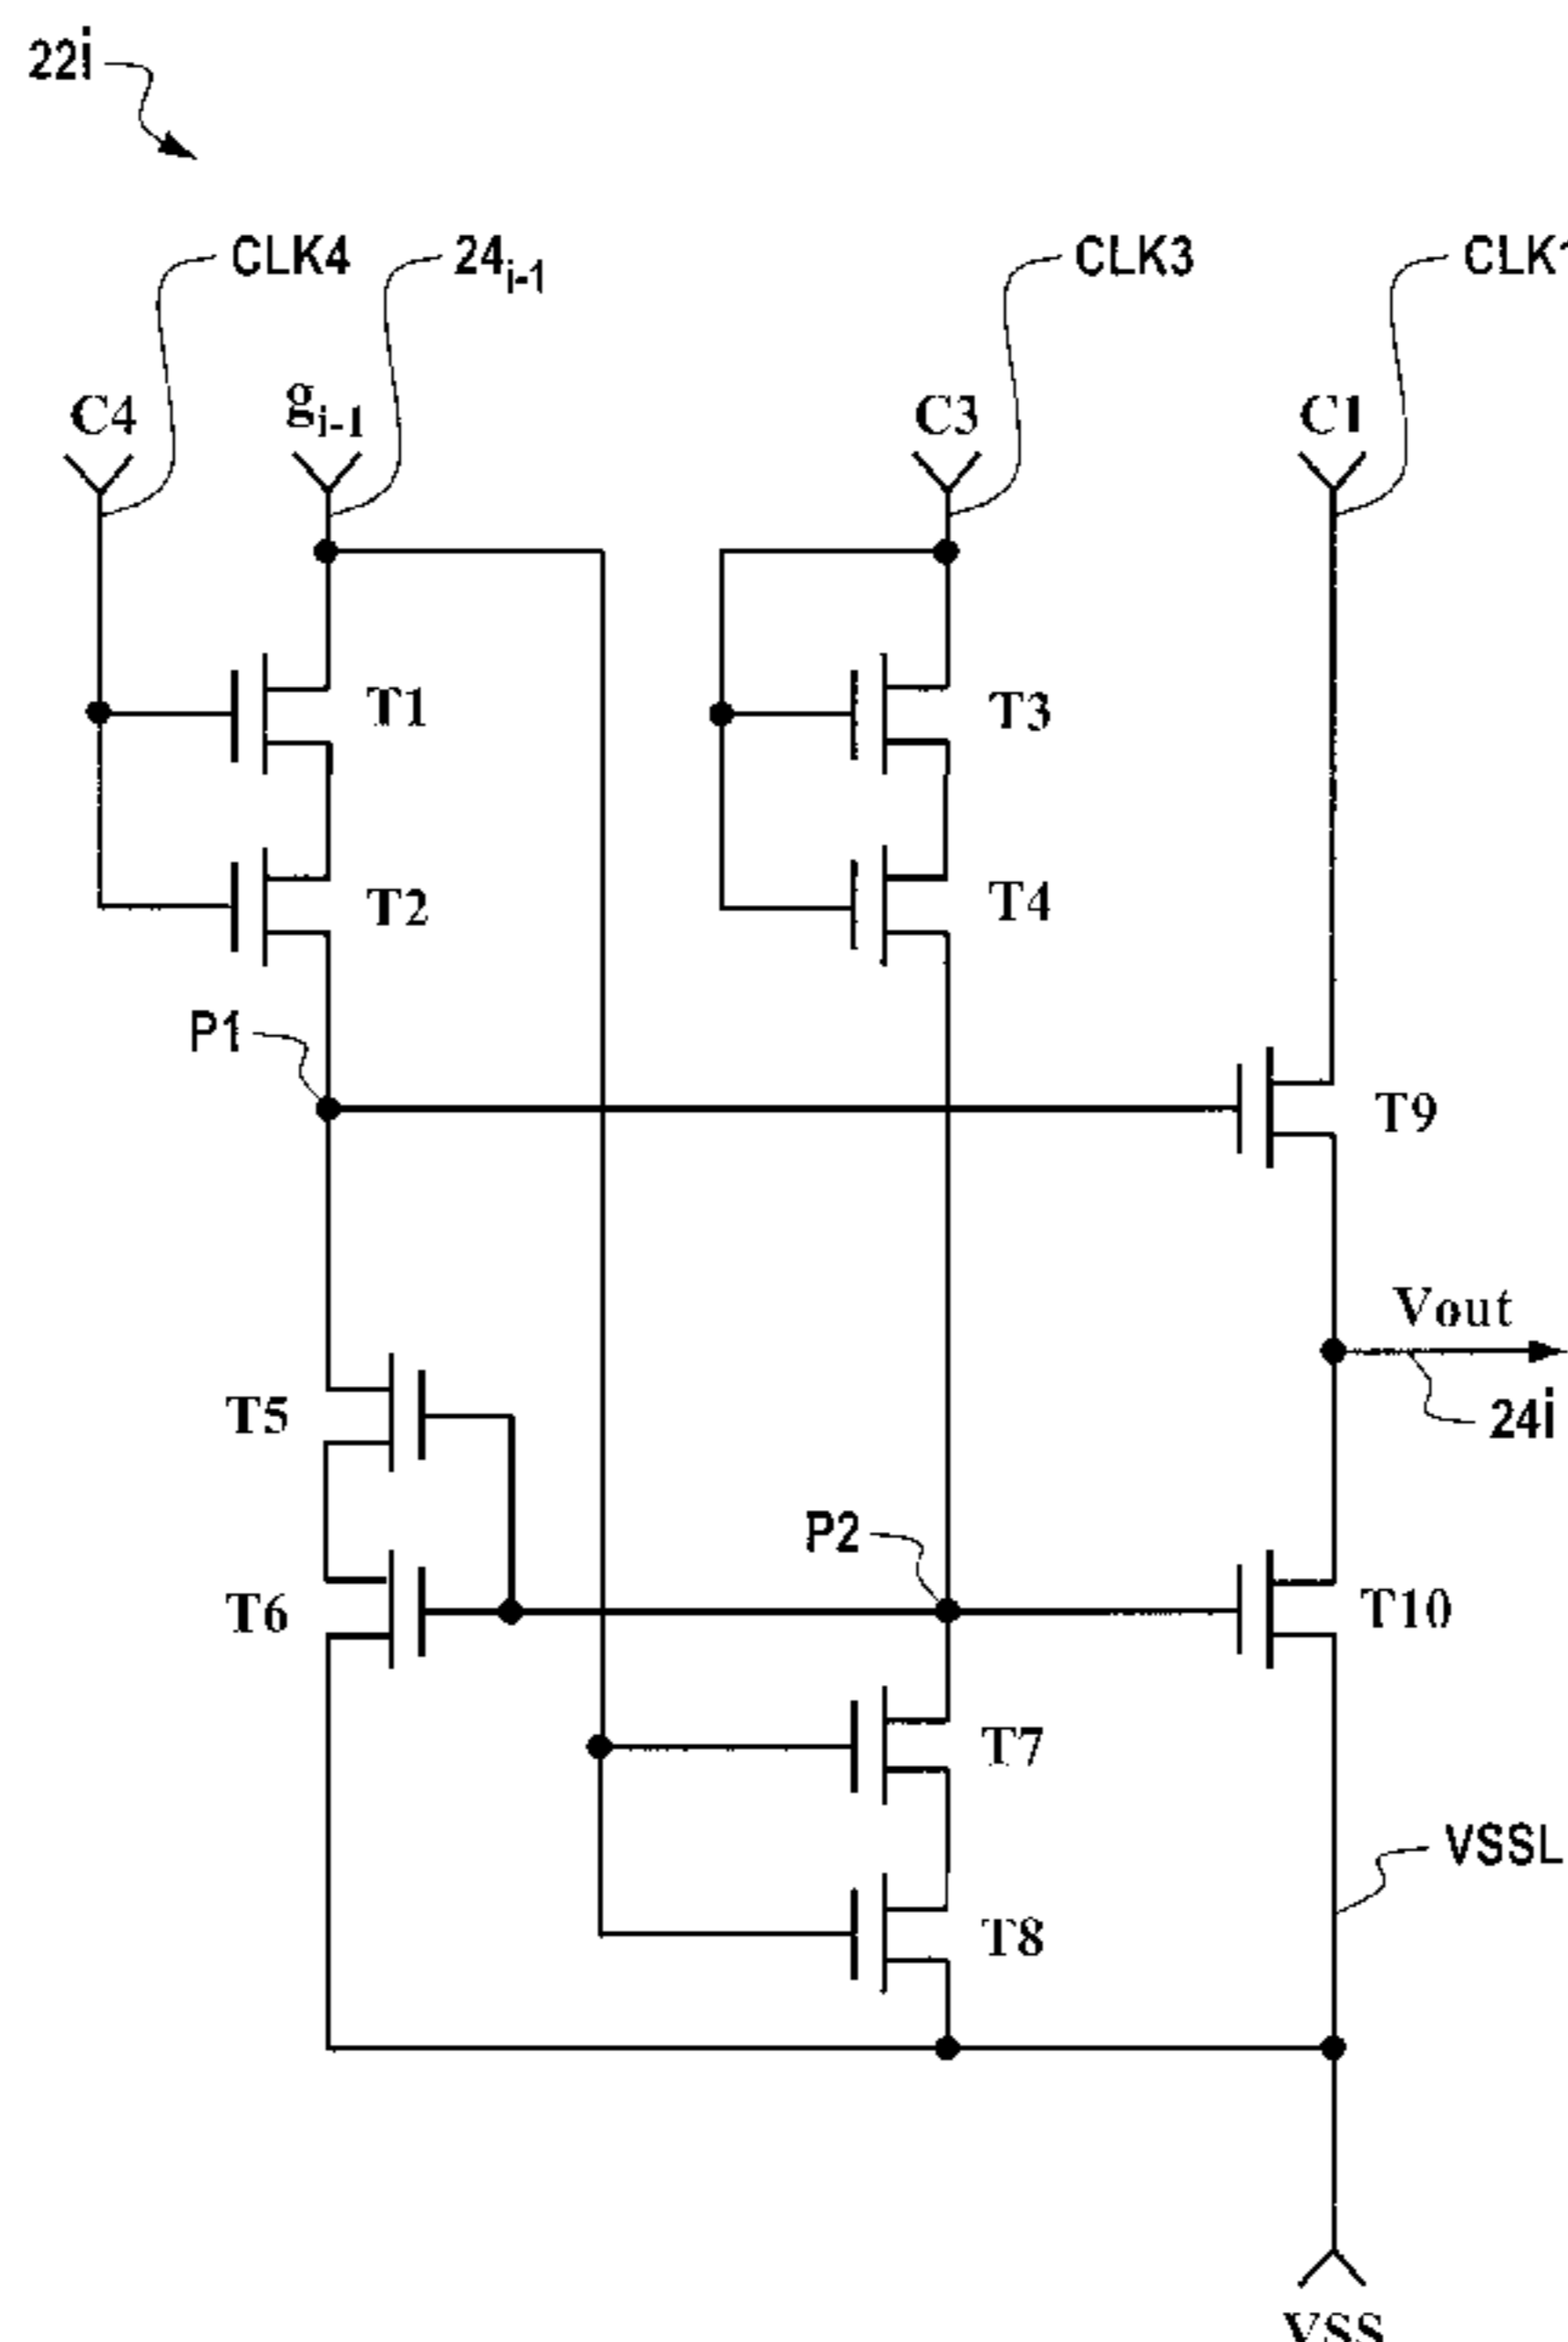 22i
CLK4
24i-1
CLK3
CLK1
C4
gi-1
C3
C1
T1
T3
T2
T4
P1
T9
Vout
T5
24i
P2
T6
T10
T7
VSSL
T8
VSS